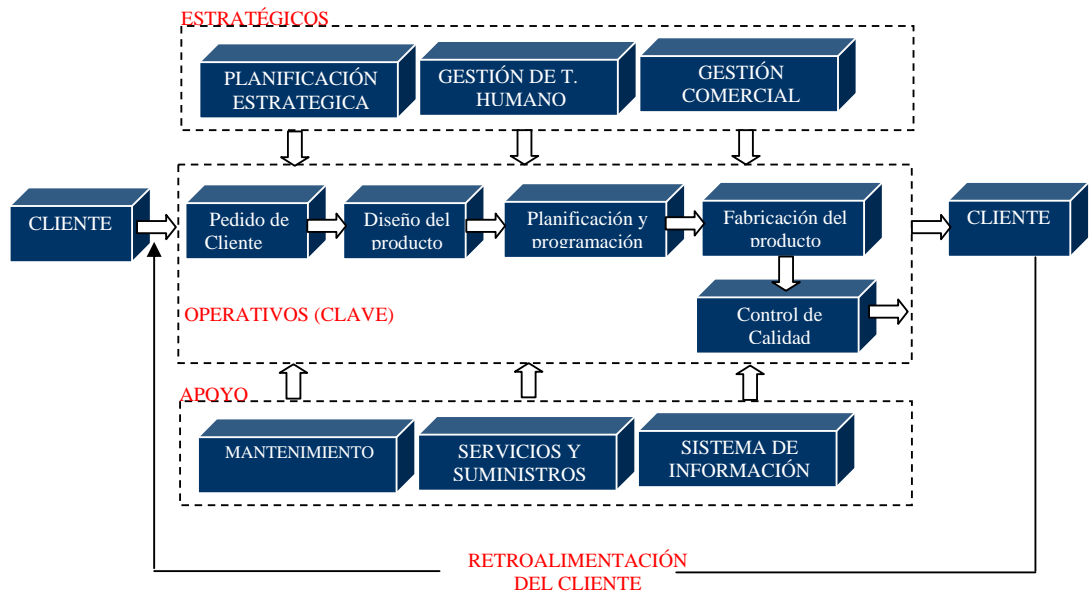 ESTRATÉGICOS
PLANIFICACIÓN
ESTRATEGICA
GESTIÓN DE T.
HUMANO
GESTIÓN
COMERCIAL
CLIENTE
Pedido de
Cliente
Diseño del
producto
Planificación y
programación
Fabricación del
producto
CLIENTE
OPERATIVOS (CLAVE)
Control de
Calidad
APOYO
MANTENIMIENTO
SERVICIOS Y
SUMINISTROS
SISTEMA DE
INFORMACIÓN
RETROALIMENTACIÓN
DEL CLIENTE